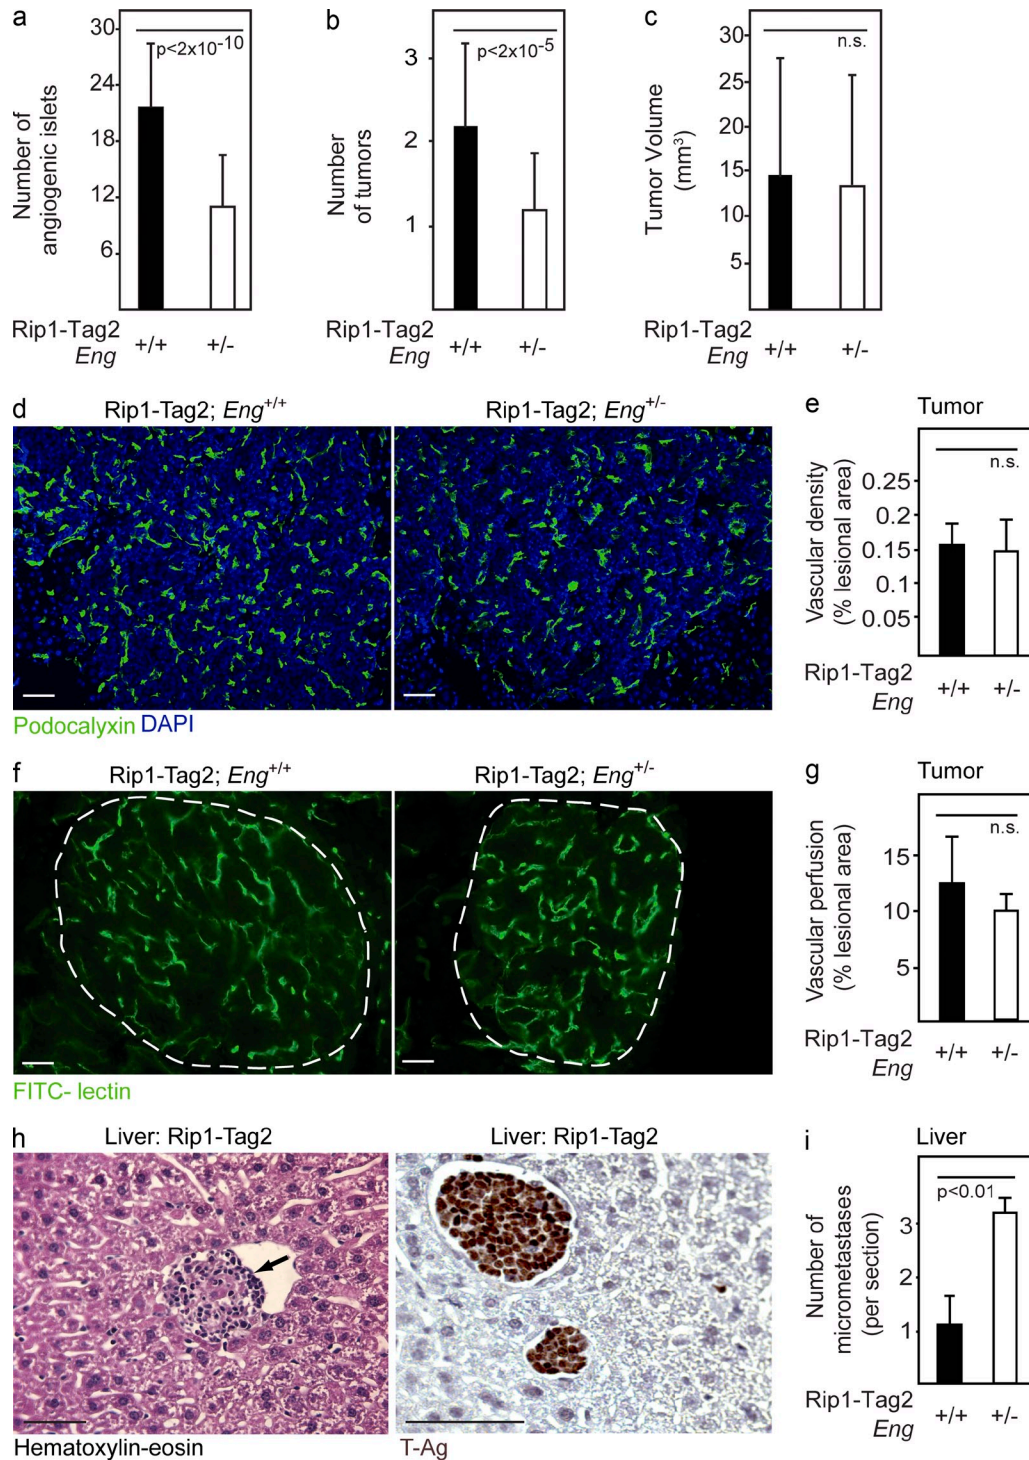 a
30
24
18
12
6
Number of
angiogenic islets
p<2x10⁻¹⁰
Rip1-Tag2
Eng +/+ +/-
b
3
2
1
Number
of tumors
p<2x10⁻⁵
Rip1-Tag2
Eng +/+ +/-
c
30
25
20
15
10
5
Tumor Volume
(mm³)
n.s.
Rip1-Tag2
Eng +/+ +/-
d Rip1-Tag2; Eng+/+ Rip1-Tag2; Eng+/-
Podocalyxin DAPI
e Tumor
n.s.
0.25
0.2
0.15
0.1
0.05
Vascular density
(% lesional area)
Rip1-Tag2
Eng +/+ +/-
f Rip1-Tag2; Eng+/+ Rip1-Tag2; Eng+/-
FITC- lectin
g Tumor
n.s.
15
10
5
Vascular perfusion
(% lesional area)
Rip1-Tag2
Eng +/+ +/-
h Liver: Rip1-Tag2 Liver: Rip1-Tag2
Hematoxylin-eosin T-Ag
i Liver
p<0.01
3
2
1
Number of
micrometastases
(per section)
Rip1-Tag2
Eng +/+ +/-